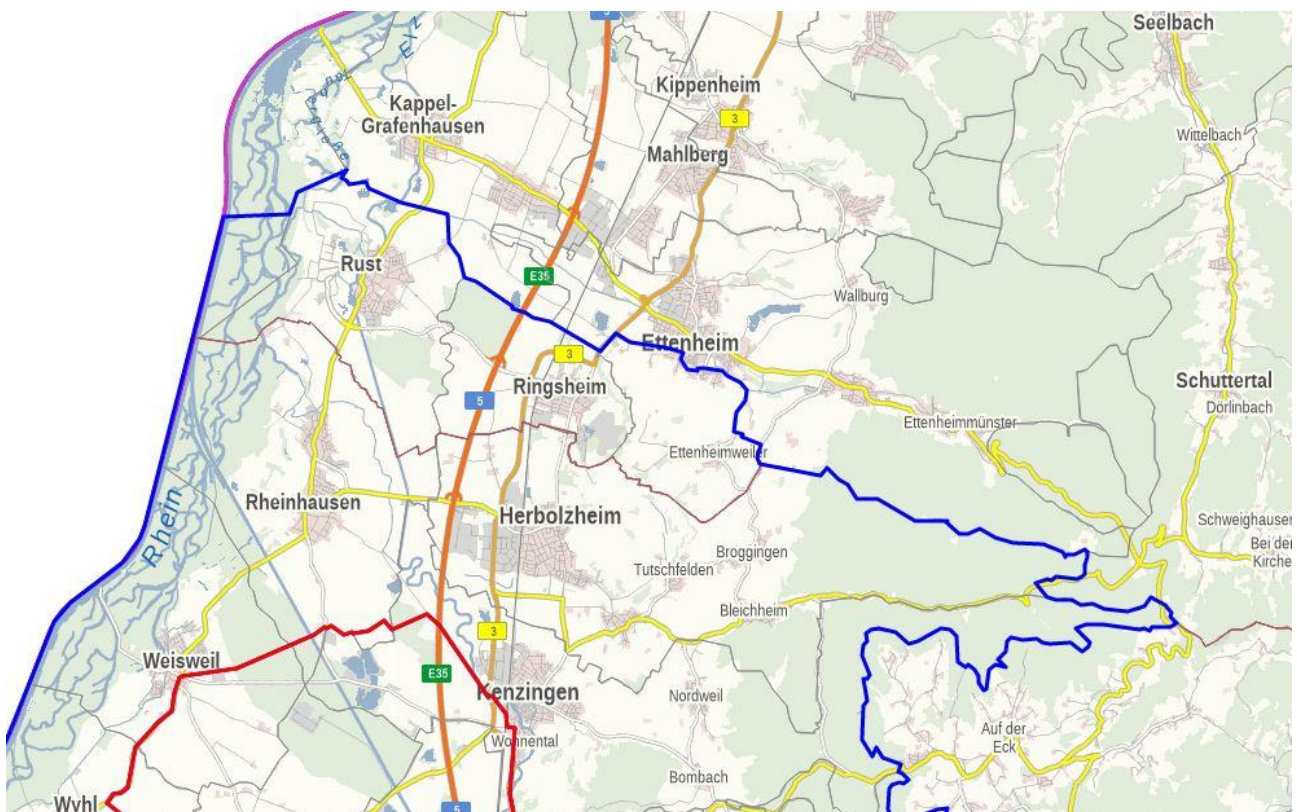 5
Seelbach
Elz
Kippenheim
Kappel-
Grafenhausen
3
Wittelbach
Mahlberg
Rust
E35
Wallburg
Ettenheim
3
Ringsheim
Schuttertal
5
Dörlinbach
Ettenheimmünster
Ettenheimweiler
Rheinhausen
Rhein
Herbolzheim
Schweighausen
Bei der
Kirche
Broggingen
Tutschfelden
Bleichheim
3
Weisweil
E35
Kenzingen
Nordweil
Auf der
Eck
Wonnental
Bombach
Wyhl
5